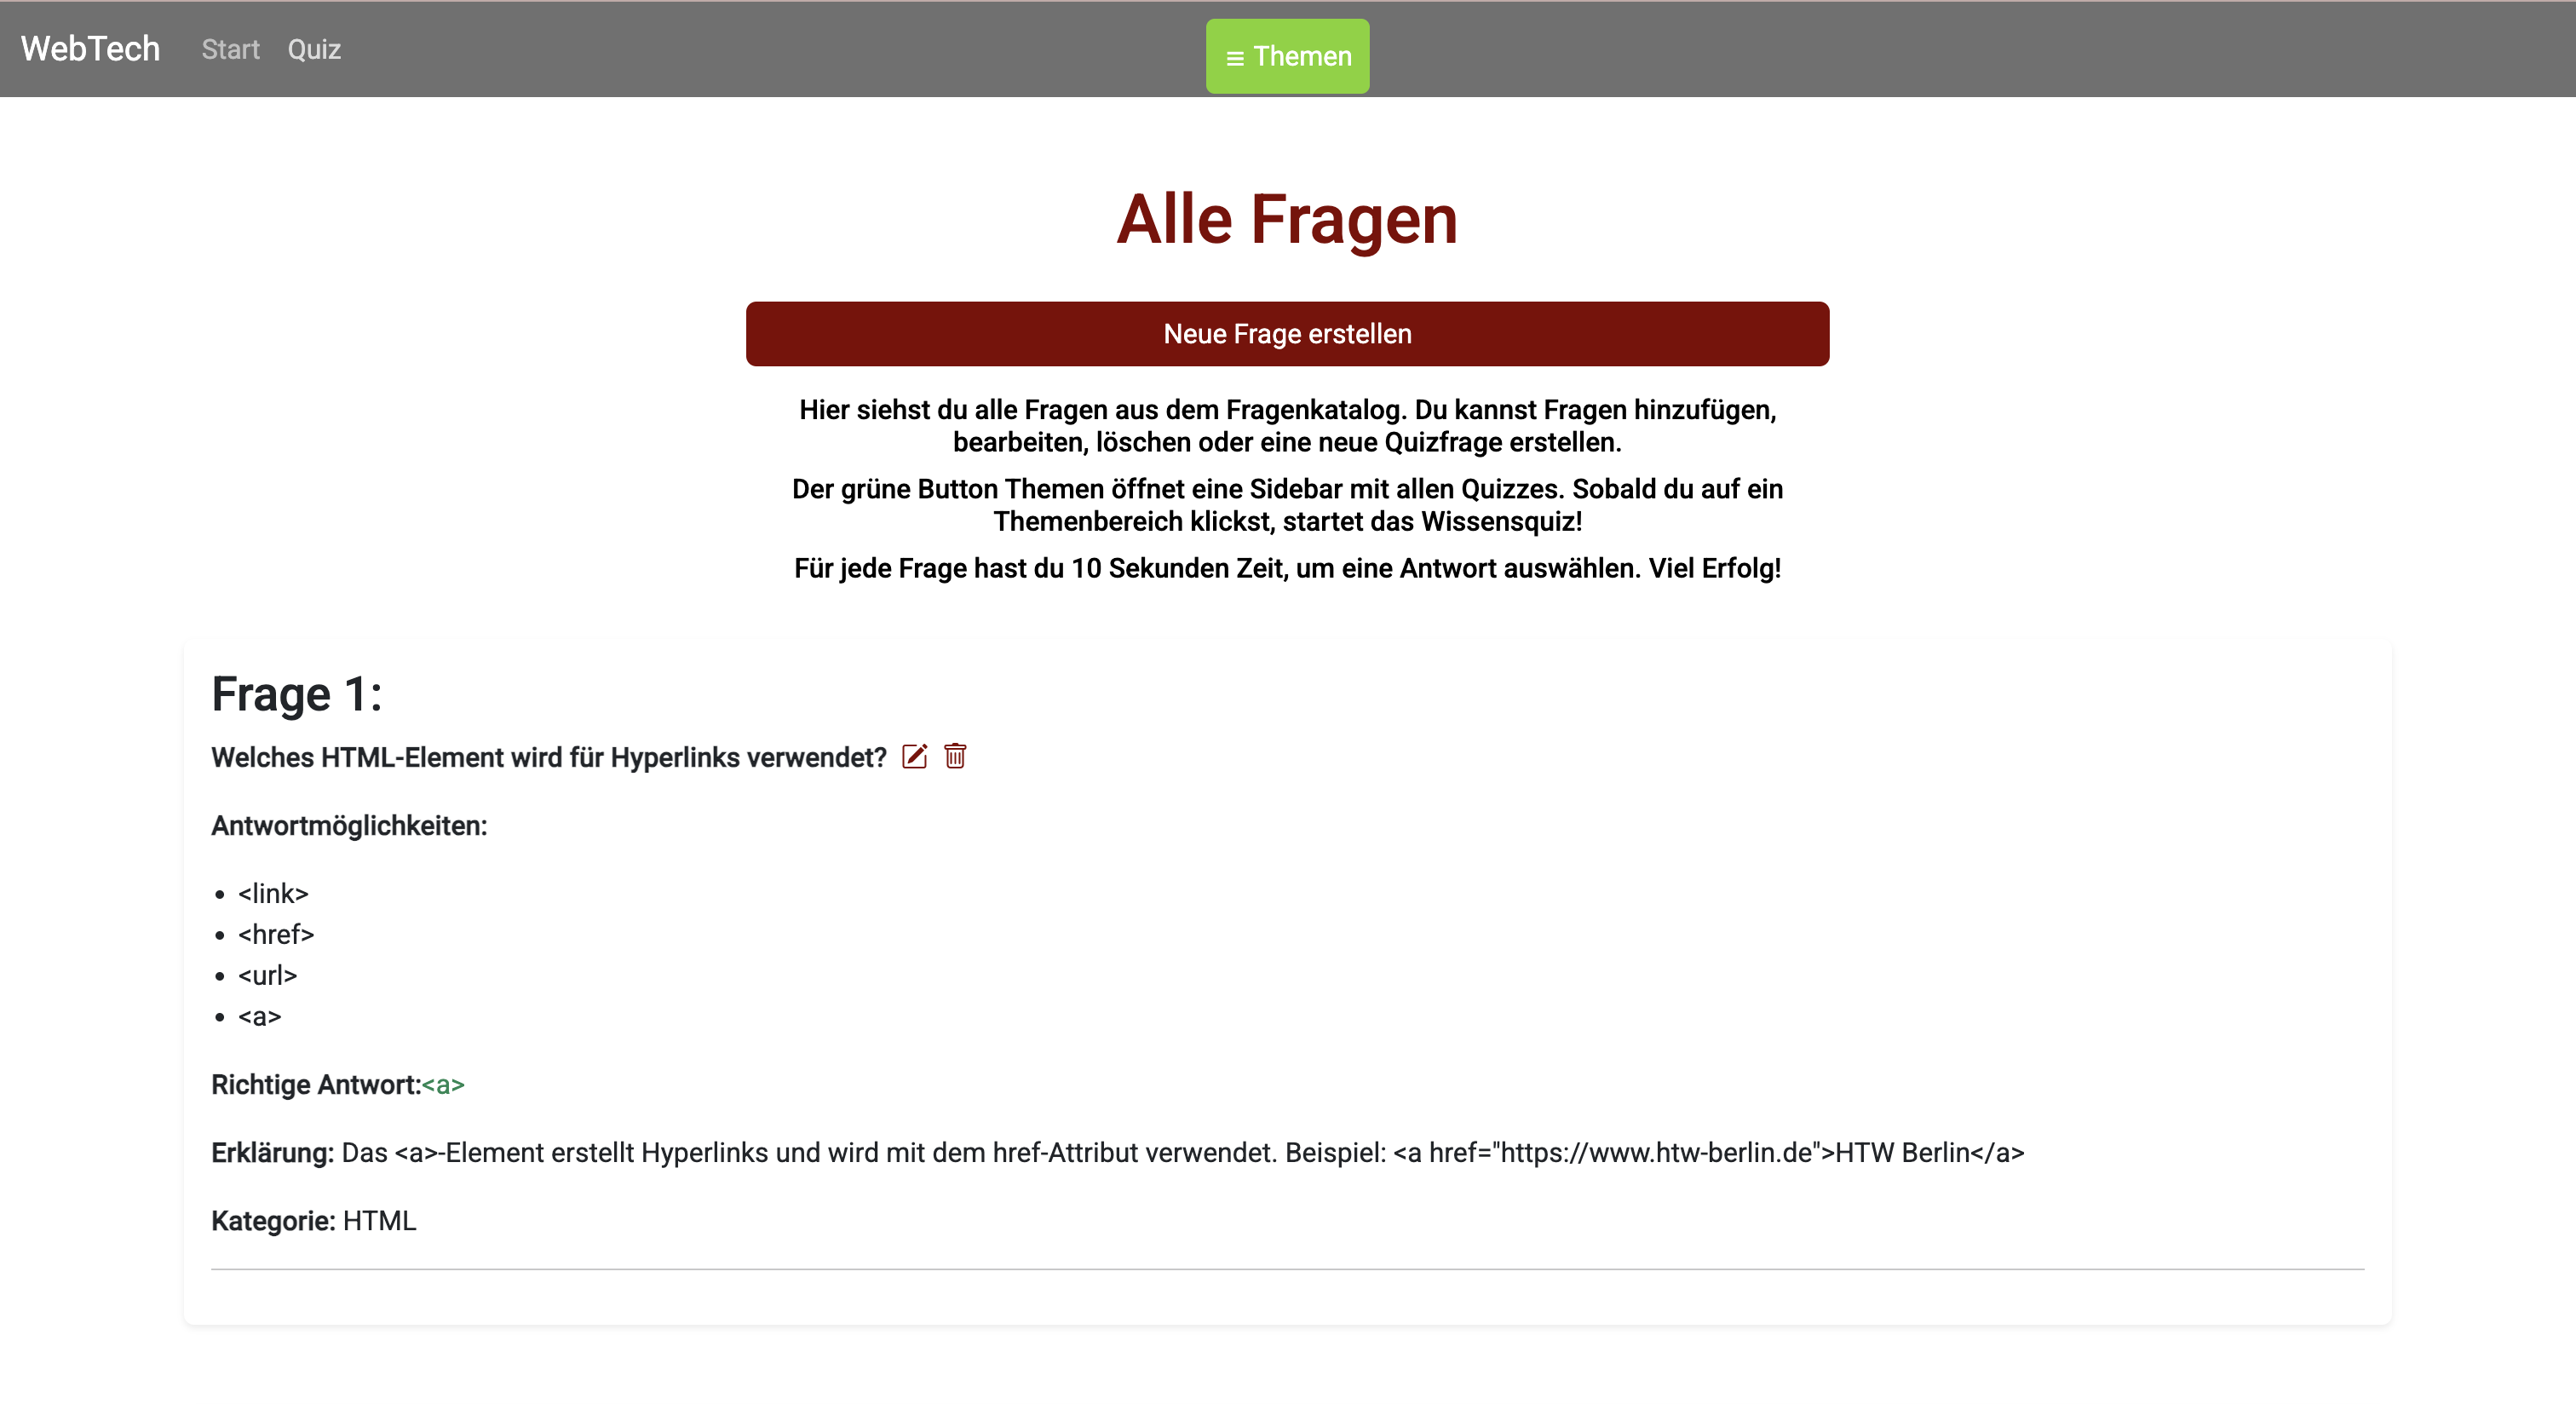 WebTech Start Quiz ≡ Themen
Alle Fragen
Neue Frage erstellen
Hier siehst du alle Fragen aus dem Fragenkatalog. Du kannst Fragen hinzufügen,
bearbeiten, löschen oder eine neue Quizfrage erstellen.
Der grüne Button Themen öffnet eine Sidebar mit allen Quizzes. Sobald du auf ein
Themenbereich klickst, startet das Wissensquiz!
Für jede Frage hast du 10 Sekunden Zeit, um eine Antwort auswählen. Viel Erfolg!
Frage 1:
Welches HTML-Element wird für Hyperlinks verwendet?
Antwortmöglichkeiten:
• <link>
• <href>
• <url>
• <a>
Richtige Antwort:<a>
Erklärung: Das <a>-Element erstellt Hyperlinks und wird mit dem href-Attribut verwendet. Beispiel: <a href="https://www.htw-berlin.de">HTW Berlin</a>
Kategorie: HTML